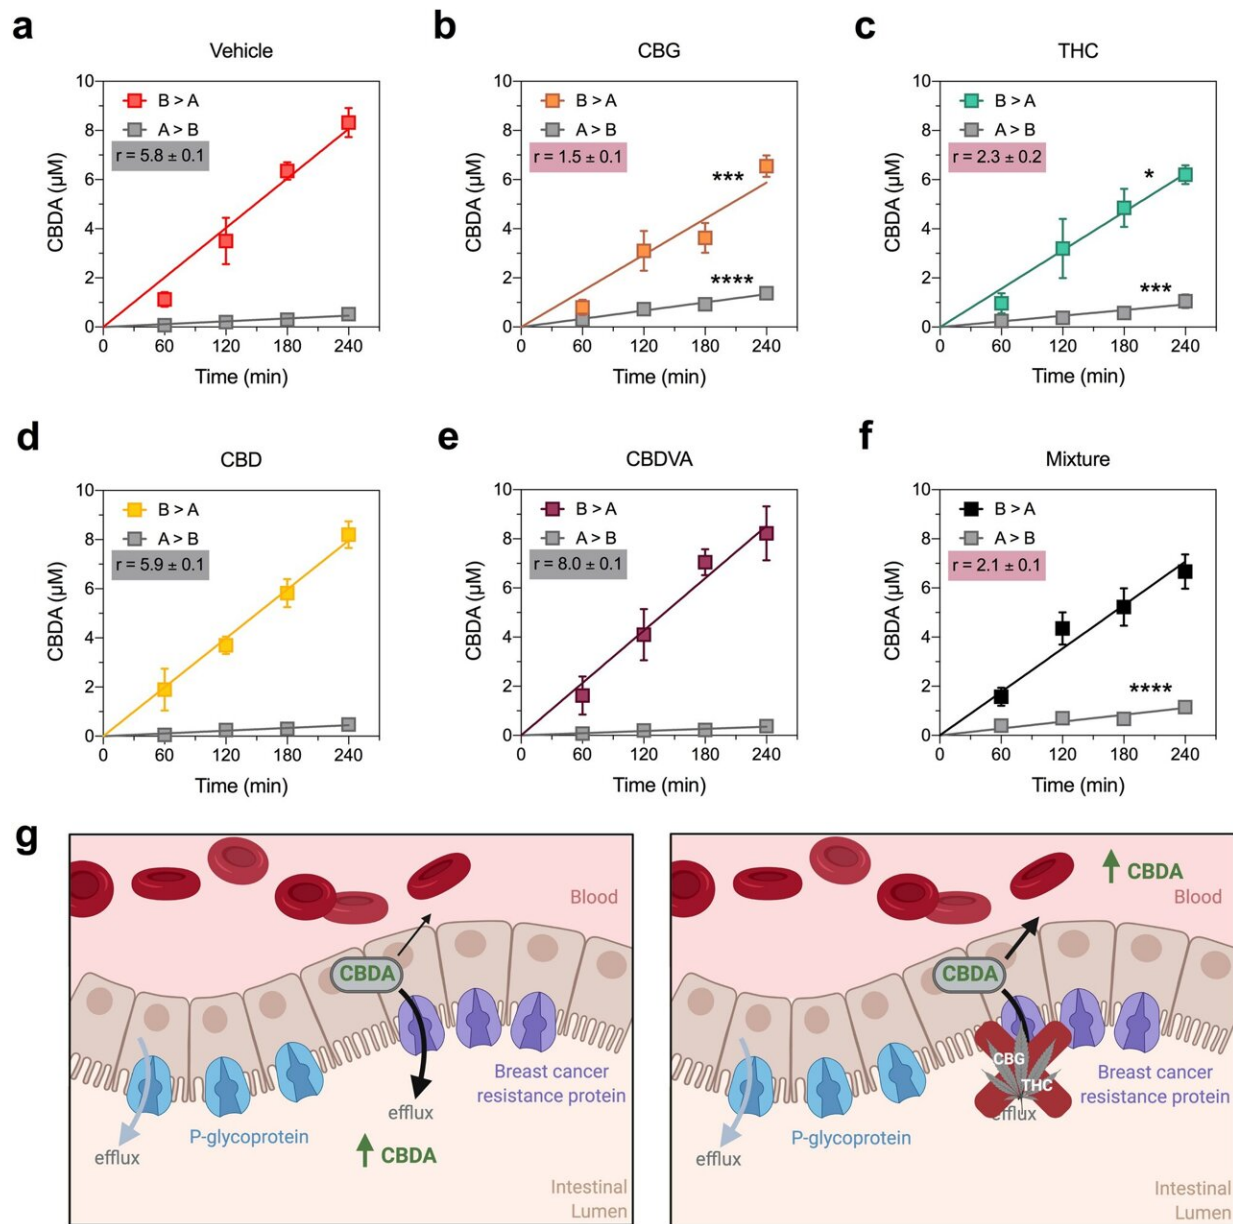 a
Vehicle
10
8
6
4
2
0
CBDA (µM)
B > A
A > B
r = 5.8 ± 0.1
0 60 120 180 240
Time (min)
b
CBG
10
8
6
4
2
0
CBDA (µM)
B > A
A > B
r = 1.5 ± 0.1
***
****
0 60 120 180 240
Time (min)
c
THC
10
8
6
4
2
0
CBDA (µM)
B > A
A > B
r = 2.3 ± 0.2
*
***
0 60 120 180 240
Time (min)
d
CBD
10
8
6
4
2
0
CBDA (µM)
B > A
A > B
r = 5.9 ± 0.1
0 60 120 180 240
Time (min)
e
CBDVA
10
8
6
4
2
0
CBDA (µM)
B > A
A > B
r = 8.0 ± 0.1
0 60 120 180 240
Time (min)
f
Mixture
10
8
6
4
2
0
CBDA (µM)
B > A
A > B
r = 2.1 ± 0.1
****
0 60 120 180 240
Time (min)
g
Blood
CBDA
Breast cancer
resistance protein
efflux
P-glycoprotein
efflux
CBDA
Intestinal
Lumen
CBDA
Blood
CBDA
CBG
THC
Breast cancer
resistance protein
efflux
P-glycoprotein
efflux
Intestinal
Lumen